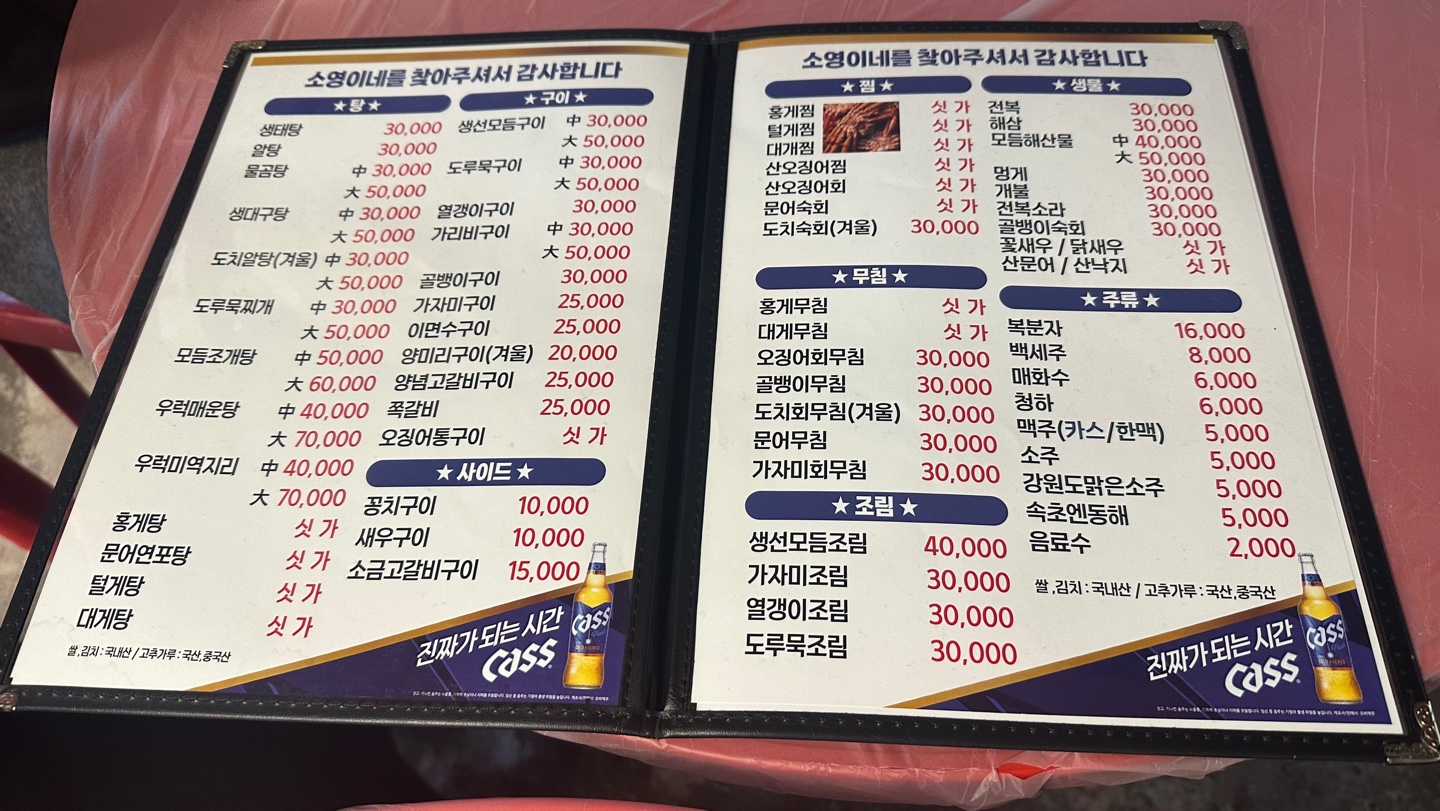 소영이네를 찾아주셔서 감사합니다
★ 탕 ★
생태탕 30,000
알탕 30,000
물곰탕 中 30,000
大 50,000
생대구탕 中 30,000
大 50,000
도치알탕(겨울) 中 30,000
大 50,000
도루묵찌개 中 30,000
大 50,000
모듬조개탕 中 50,000
大 60,000
우럭매운탕 中 40,000
大 70,000
우럭미역지리 中 40,000
大 70,000
홍게탕 싯 가
문어연포탕 싯 가
털게탕 싯 가
대게탕 싯 가
쌀,김치 : 국내산 / 고추가루 : 국산,중국산
★ 구이 ★
생선모듬구이 中 30,000
大 50,000
도루묵구이 中 30,000
大 50,000
열갱이구이 30,000
가리비구이 中 30,000
大 50,000
골뱅이구이 30,000
가자미구이 25,000
이면수구이 25,000
양미리구이(겨울) 20,000
양념고갈비구이 25,000
쪽갈비 25,000
오징어통구이 싯 가
★ 사이드 ★
꽁치구이 10,000
새우구이 10,000
소금고갈비구이 15,000
진짜가 되는 시간
Cass
Cass
소영이네를 찾아주셔서 감사합니다
★ 찜 ★
홍게찜 싯 가
털게찜 싯 가
대개찜 싯 가
산오징어찜 싯 가
산오징어회 싯 가
문어숙회 싯 가
도치숙회(겨울) 30,000
★ 무침 ★
홍게무침 싯 가
대게무침 싯 가
오징어회무침 30,000
골뱅이무침 30,000
도치회무침(겨울) 30,000
문어무침 30,000
가자미회무침 30,000
★ 조림 ★
생선모듬조림 40,000
가자미조림 30,000
열갱이조림 30,000
도루묵조림 30,000
★ 생물 ★
전복 30,000
해삼 30,000
모듬해산물 中 40,000
大 50,000
멍게 30,000
개불 30,000
전복소라 30,000
골뱅이숙회 30,000
꽃새우 / 닭새우 싯 가
산문어 / 산낙지 싯 가
★ 주류 ★
복분자 16,000
백세주 8,000
매화수 6,000
청하 6,000
맥주(카스/한맥) 5,000
소주 5,000
강원도맑은소주 5,000
속초엔동해 5,000
음료수 2,000
쌀,김치 : 국내산 / 고추가루 : 국산,중국산
진짜가 되는 시간
Cass
Cass